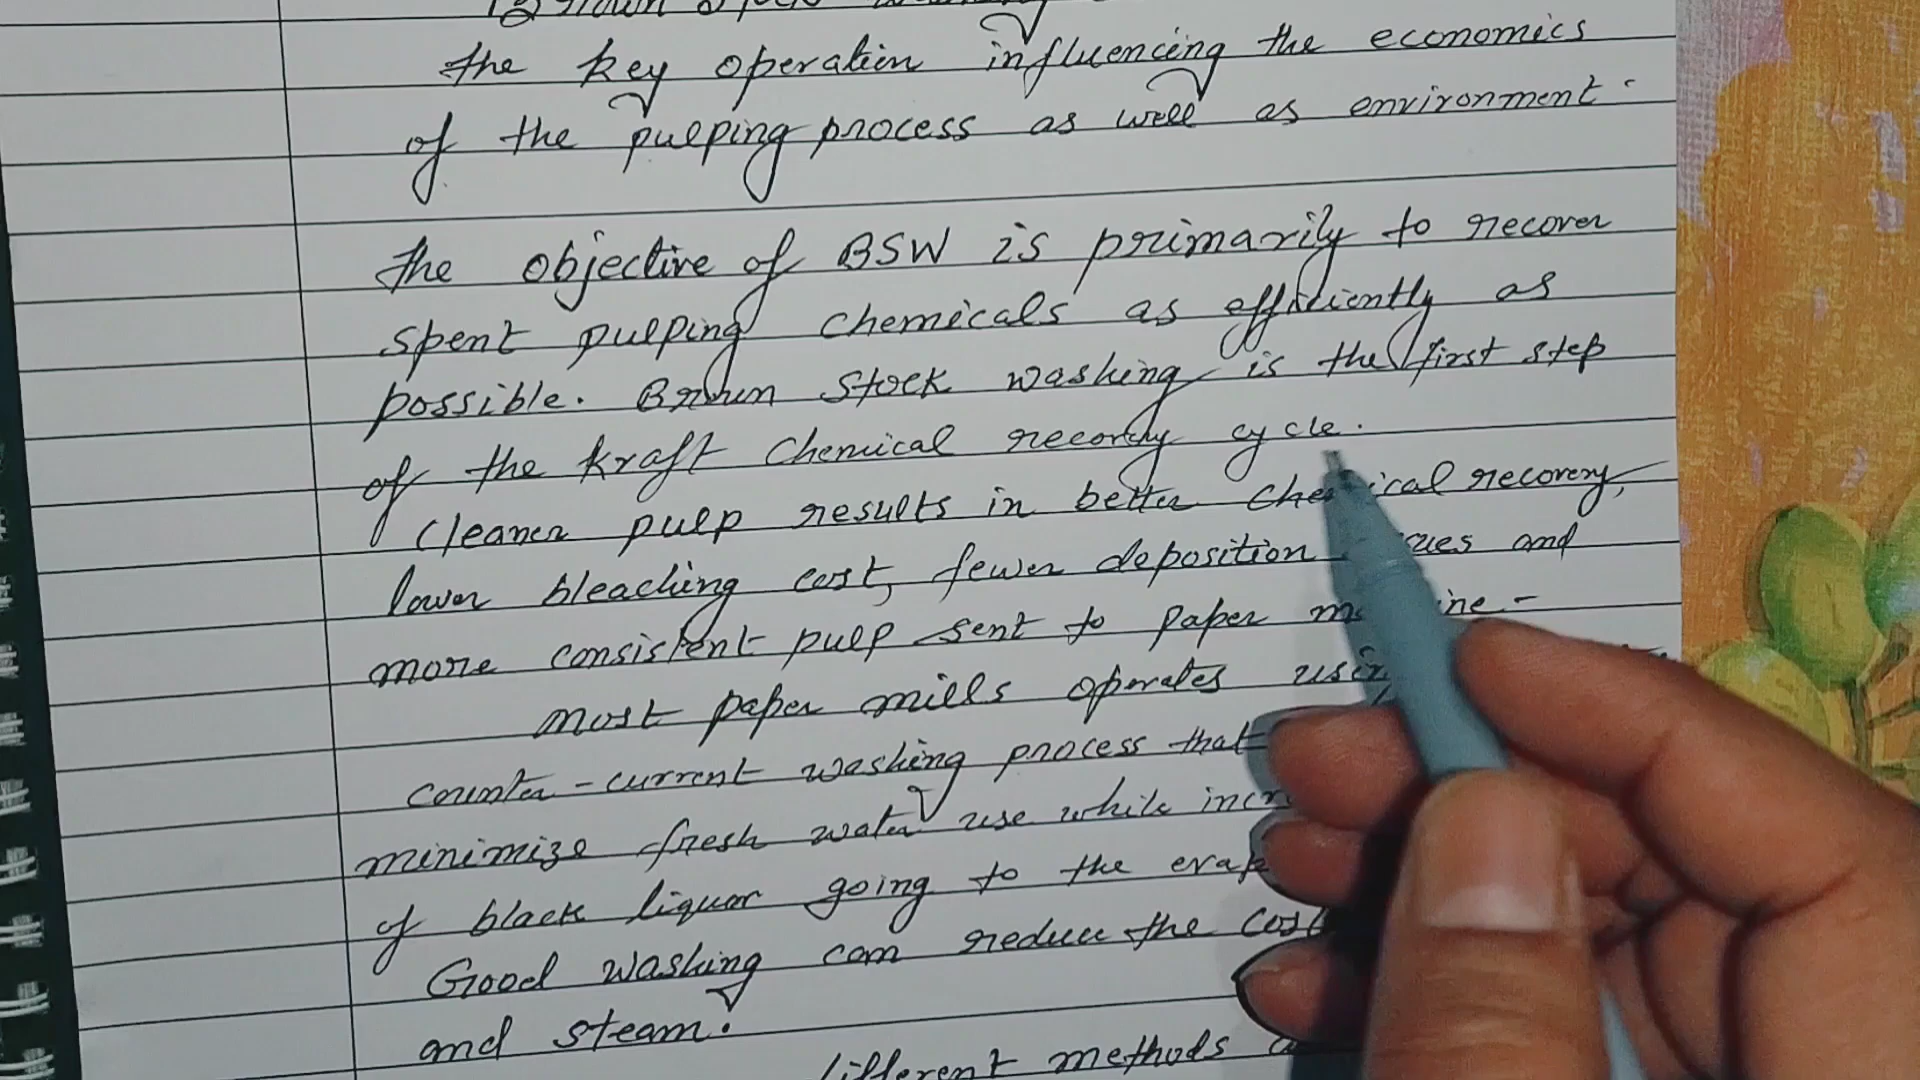 Brown stock
the key operation influencing the economics
of the pulping process as well as environment.
The objective of BSW is primarily to recover
spent pulping chemicals as efficiently as
possible. Brown Stock washing is the first step
of the kraft chemical recovery cycle.
Cleaner pulp results in better chemical recovery,
lower bleaching cost, fewer deposition and
more consistent pulp sent to paper
most paper mills operates
counter-current washing process that
minimize fresh water use while
of black liquor going to the
Good washing can reduce the cost
and steam.
different methods